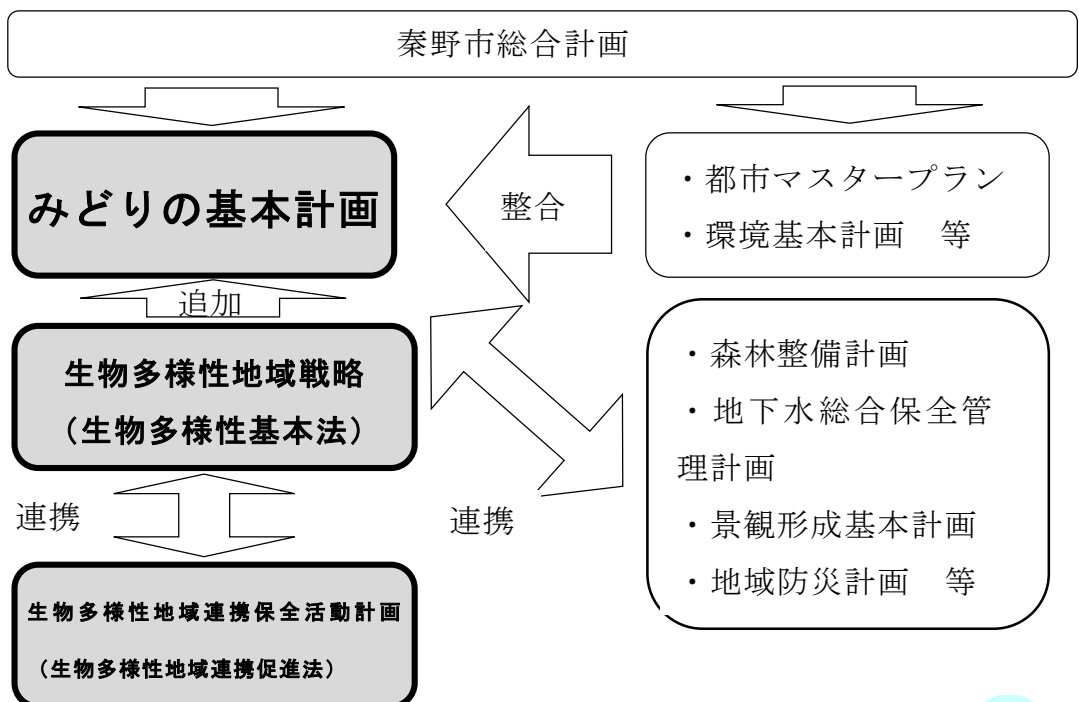 秦野市総合計画
みどりの基本計画
整合
・都市マスタープラン
・環境基本計画　等
追加
生物多様性地域戦略
（生物多様性基本法）
・森林整備計画
・地下水総合保全管
理計画
・景観形成基本計画
・地域防災計画　等
連携
連携
生物多様性地域連携保全活動計画
（生物多様性地域連携促進法）